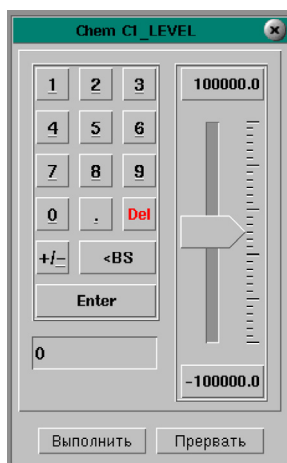 Chem C1_LEVEL
1 2 3
100000.0
4 5 6
7 8 9
0 . Del
+/- <BS
Enter
0
-100000.0
Выполнить Прервать